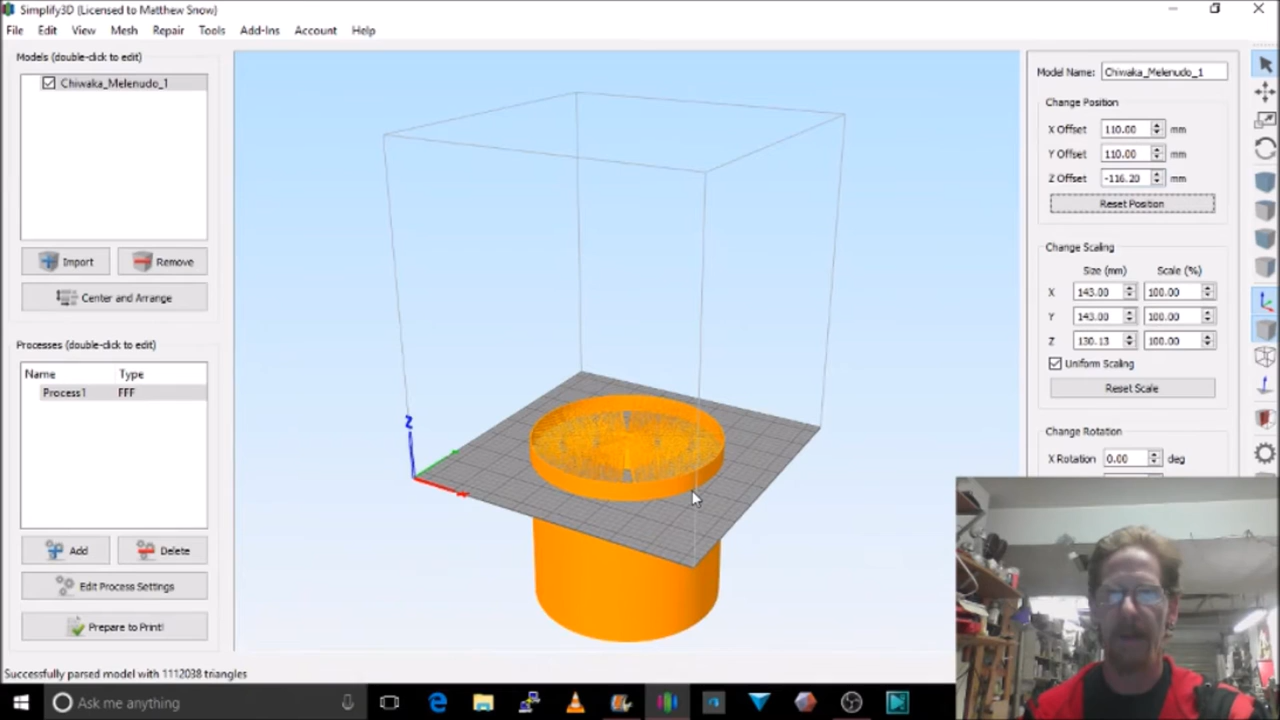 Simplify3D (Licensed to Matthew Snow)
File Edit View Mesh Repair Tools Add-Ins Account Help
Models (double-click to edit)
Chiwaka_Melenudo_1
Import Remove
Center and Arrange
Processes (double-click to edit)
Name Type
Process1 FFF
Add Delete
Edit Process Settings
Prepare to Print!
Successfully parsed model with 1112038 triangles
Z
Model Name: Chiwaka_Melenudo_1
Change Position
X Offset 110.00 mm
Y Offset 110.00 mm
Z Offset -116.20 mm
Reset Position
Change Scaling
Size (mm) Scale (%)
X 143.00 100.00
Y 143.00 100.00
Z 130.13 100.00
Uniform Scaling
Reset Scale
Change Rotation
X Rotation 0.00 deg
Ask me anything